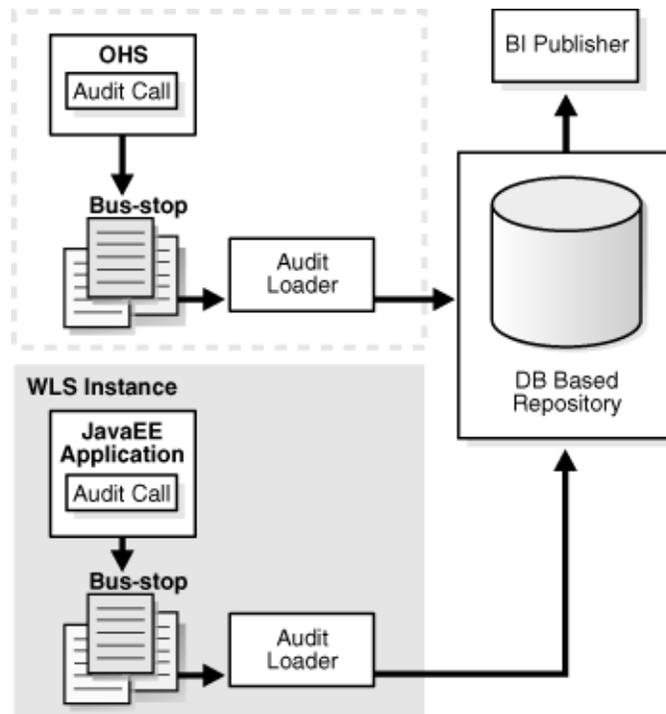 OHS
Audit Call
Bus-stop
Audit
Loader
BI Publisher
DB Based
Repository
WLS Instance
JavaEE
Application
Audit Call
Bus-stop
Audit
Loader